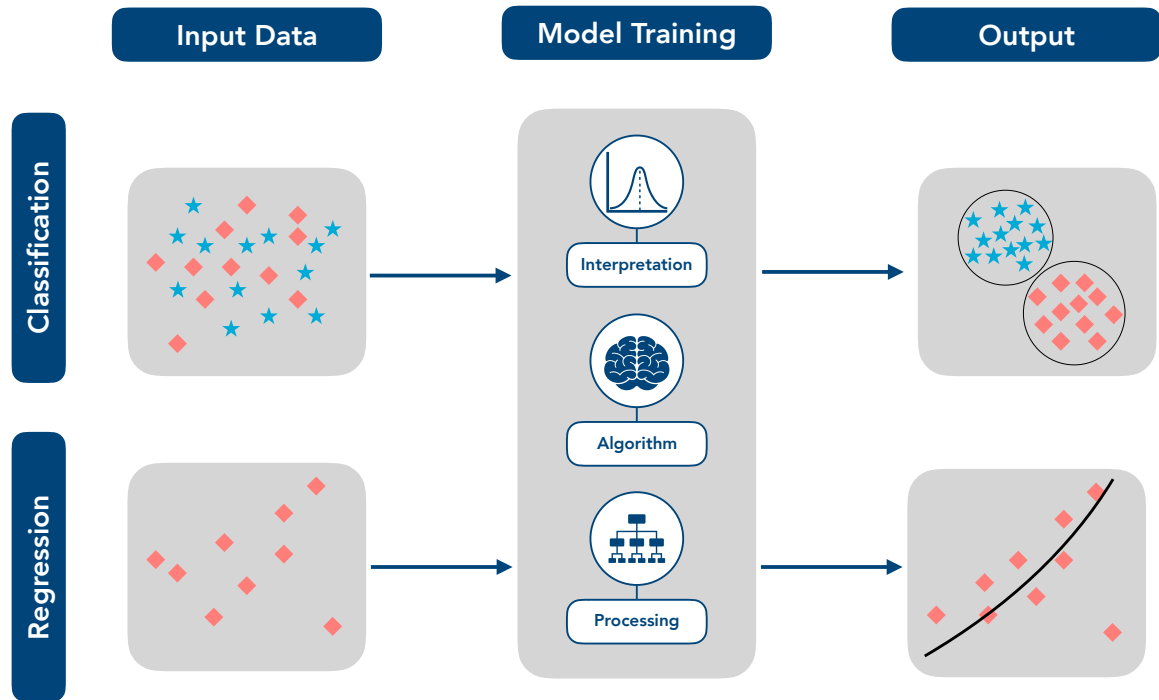 Input Data
Model Training
Output
Classification
Interpretation
Algorithm
Regression
Processing